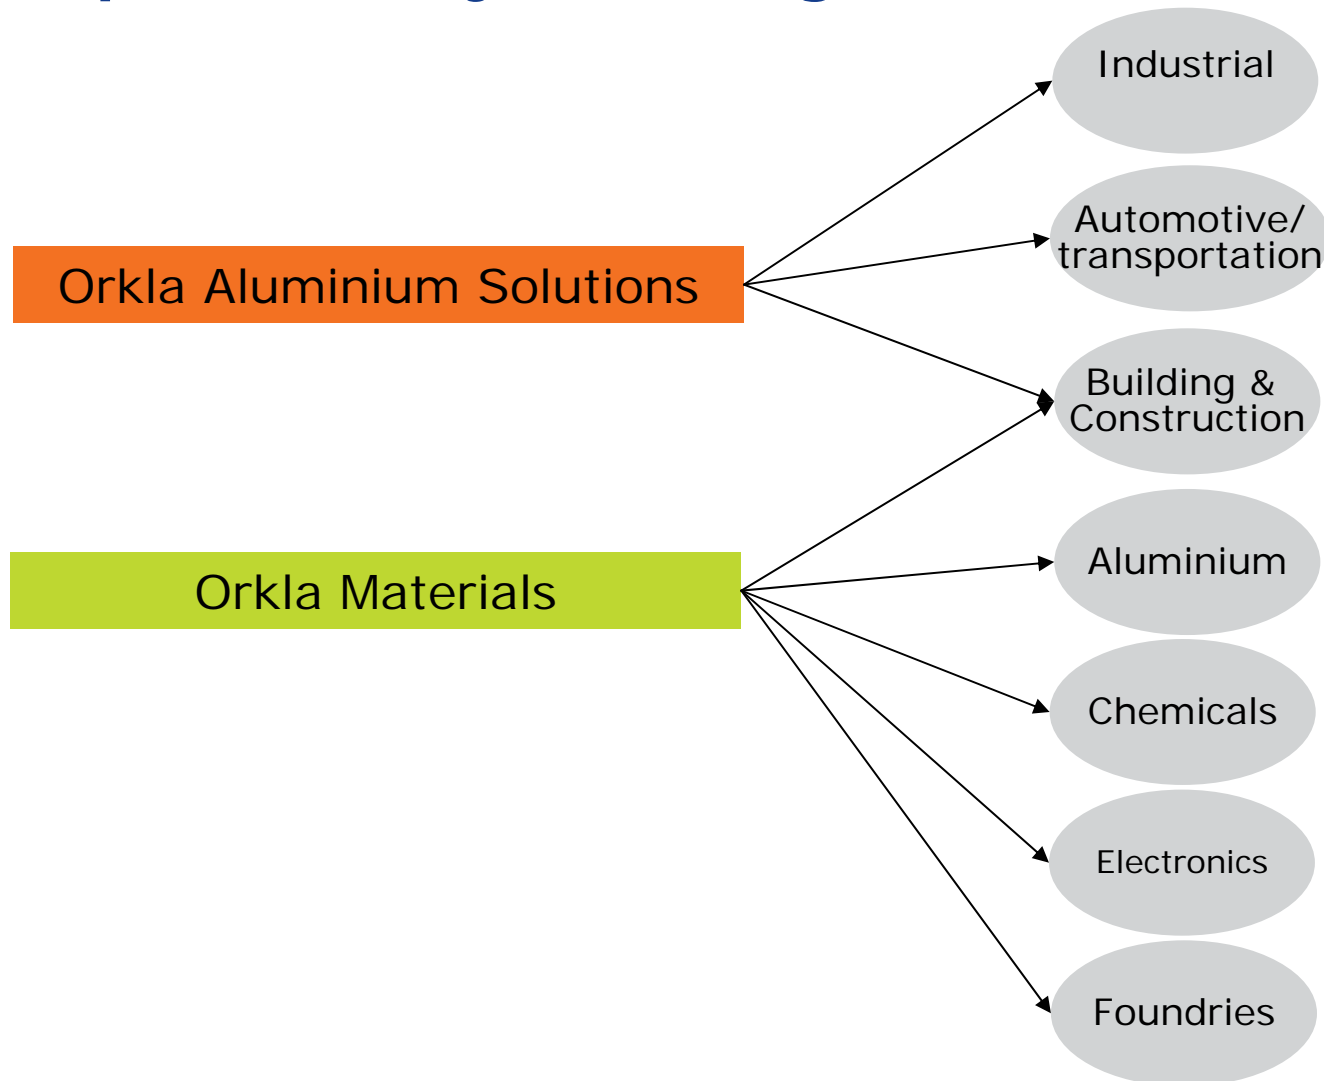 Industrial
Automotive/
transportation
Orkla Aluminium Solutions
Building &
Construction
Aluminium
Orkla Materials
Chemicals
Electronics
Foundries